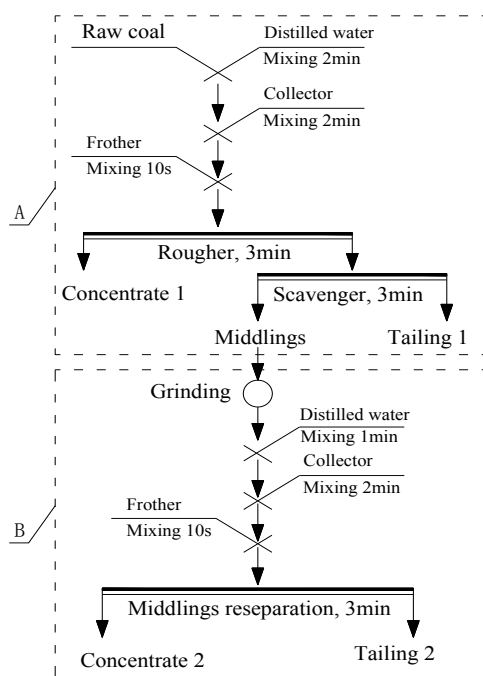 Raw coal
Distilled water
Mixing 2min
Collector
Mixing 2min
Frother
Mixing 10s
A
Rougher, 3min
Concentrate 1
Scavenger, 3min
Middlings
Tailing 1
Grinding
Distilled water
Mixing 1min
Collector
Mixing 2min
Frother
Mixing 10s
B
Middlings reseparation, 3min
Concentrate 2
Tailing 2